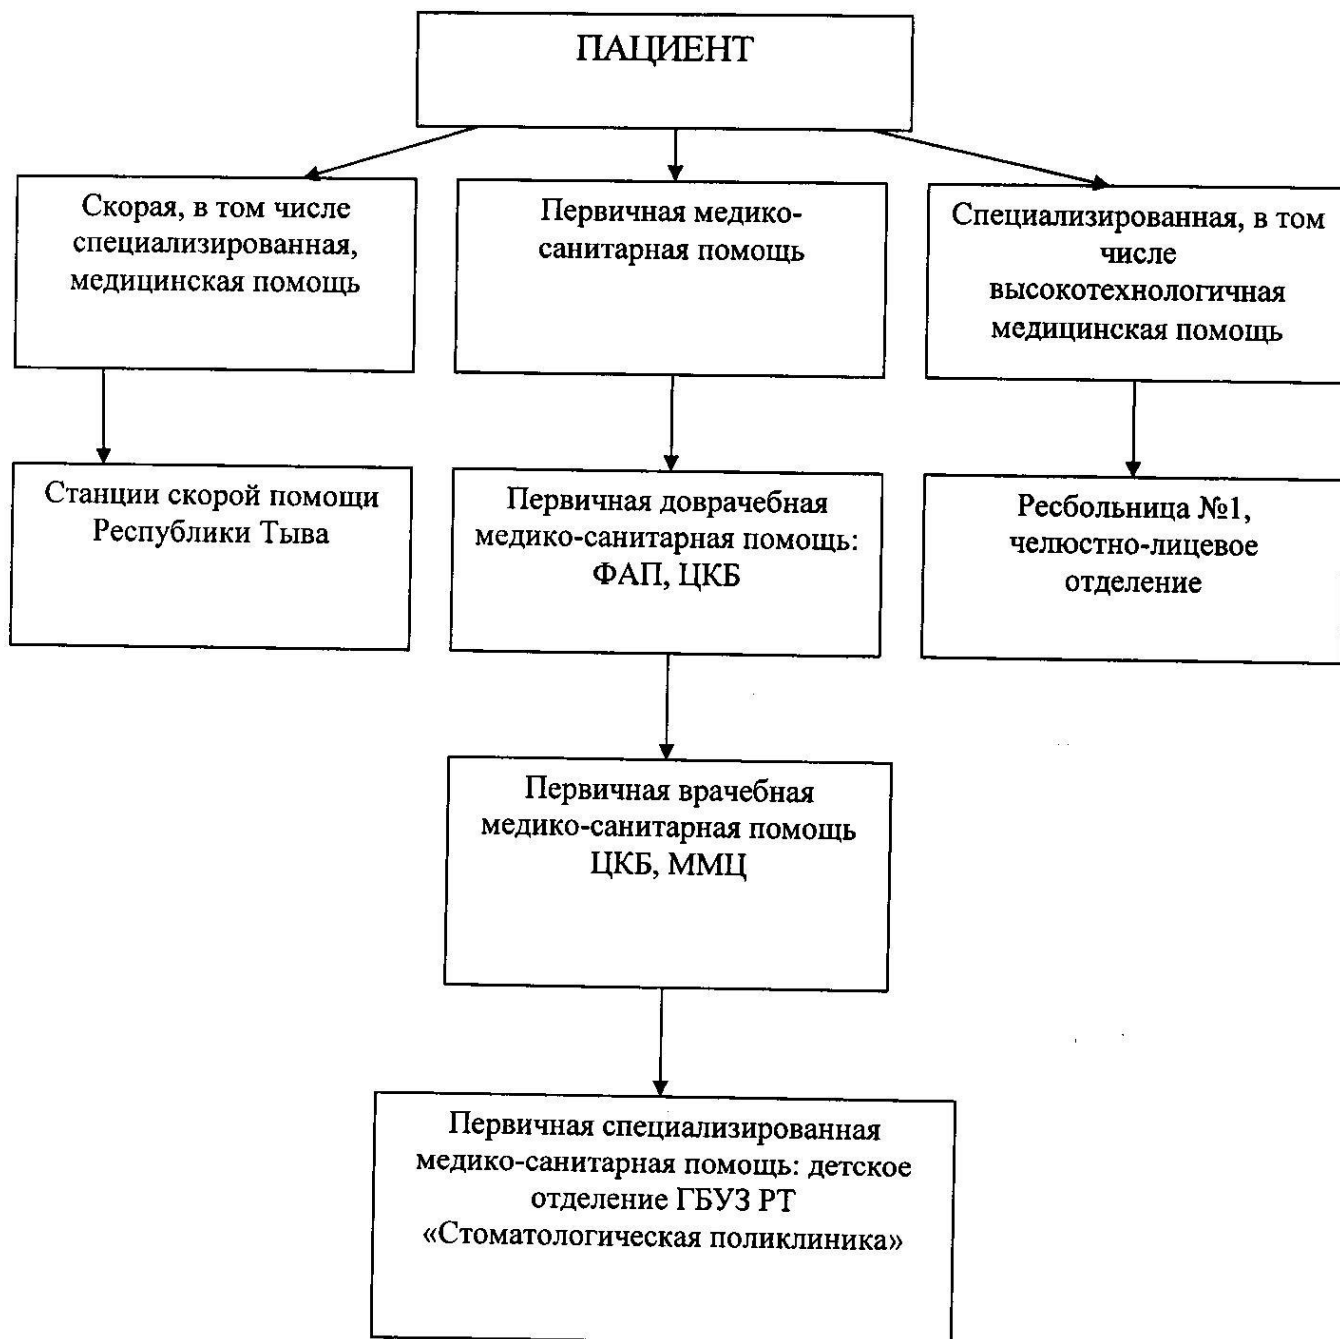 ПАЦИЕНТ
Скорая, в том числе
специализированная,
медицинская помощь
Первичная медико-
санитарная помощь
Специализированная, в том
числе
высокотехнологичная
медицинская помощь
Станции скорой помощи
Республики Тыва
Первичная доврачебная
медико-санитарная помощь:
ФАП, ЦКБ
Ресбольница №1,
челюстно-лицевое
отделение
Первичная врачебная
медико-санитарная помощь
ЦКБ, ММЦ
Первичная специализированная
медико-санитарная помощь: детское
отделение ГБУЗ РТ
«Стоматологическая поликлиника»